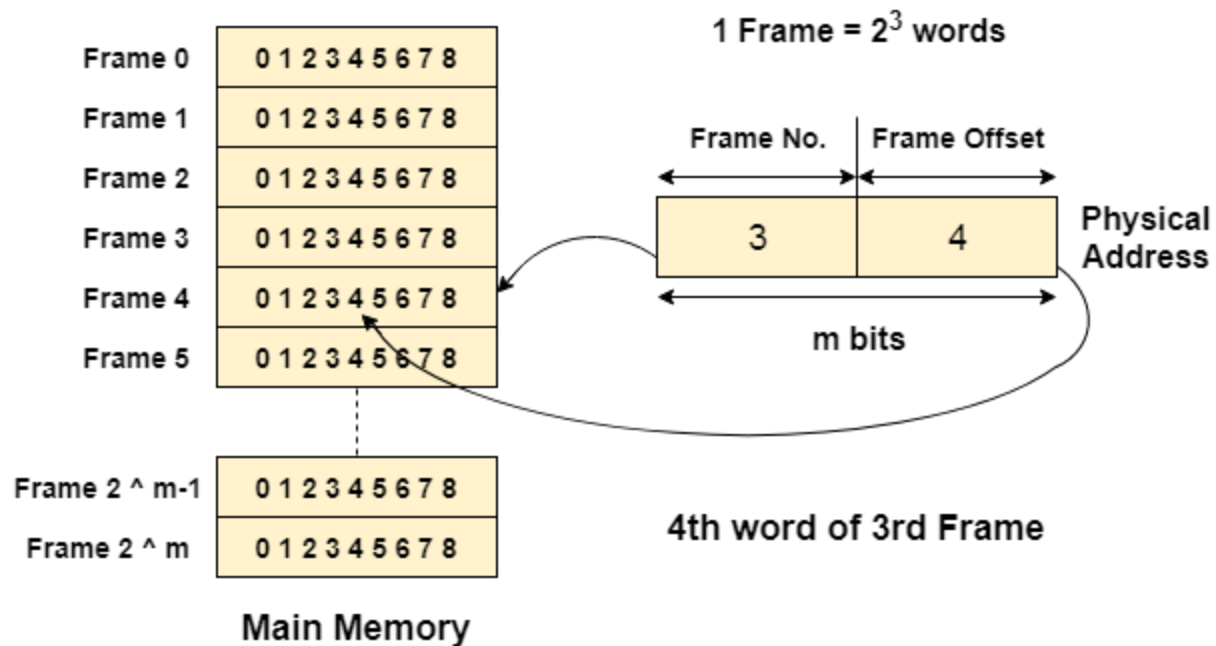 1 Frame = 2³ words
Frame 0 0 1 2 3 4 5 6 7 8
Frame 1 0 1 2 3 4 5 6 7 8
Frame 2 0 1 2 3 4 5 6 7 8
Frame 3 0 1 2 3 4 5 6 7 8
Frame 4 0 1 2 3 4 5 6 7 8
Frame 5 0 1 2 3 4 5 6 7 8
Frame 2 ^ m-1 0 1 2 3 4 5 6 7 8
Frame 2 ^ m 0 1 2 3 4 5 6 7 8
Main Memory
Frame No. Frame Offset
3 4
Physical
Address
m bits
4th word of 3rd Frame